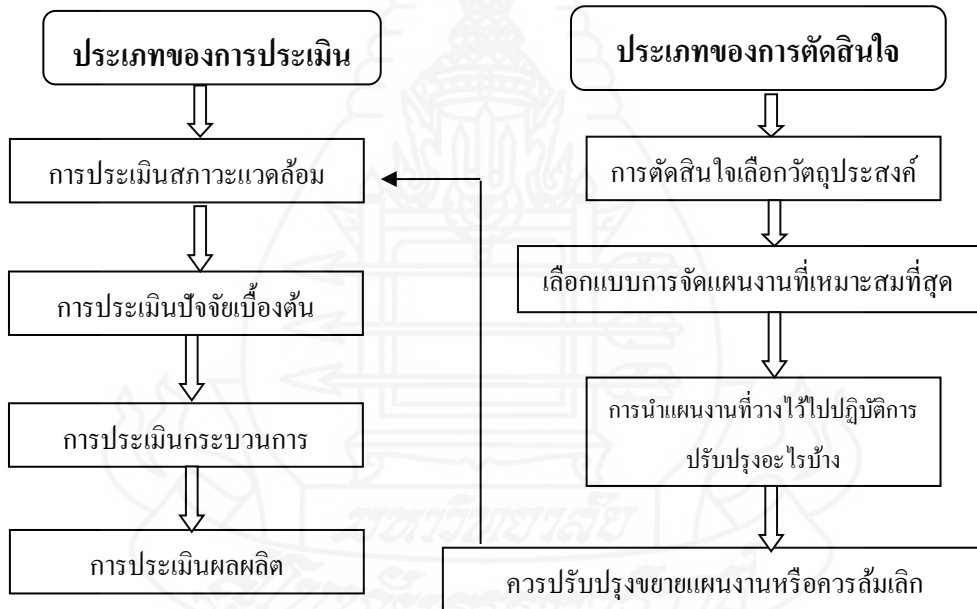 ประเภทของการประเมิน
การประเมินสภาวะแวดล้อม
การประเมินปัจจัยเบื้องต้น
การประเมินกระบวนการ
การประเมินผลผลิต
ประเภทของการตัดสินใจ
การตัดสินใจเลือกวัตถุประสงค์
เลือกแบบการจัดแผนงานที่เหมาะสมที่สุด
การนำแผนงานที่วางไว้ไปปฏิบัติการ
ปรับปรุงอะไรบ้าง
ควรปรับปรุงขยายแผนงานหรือควรล้มเลิก